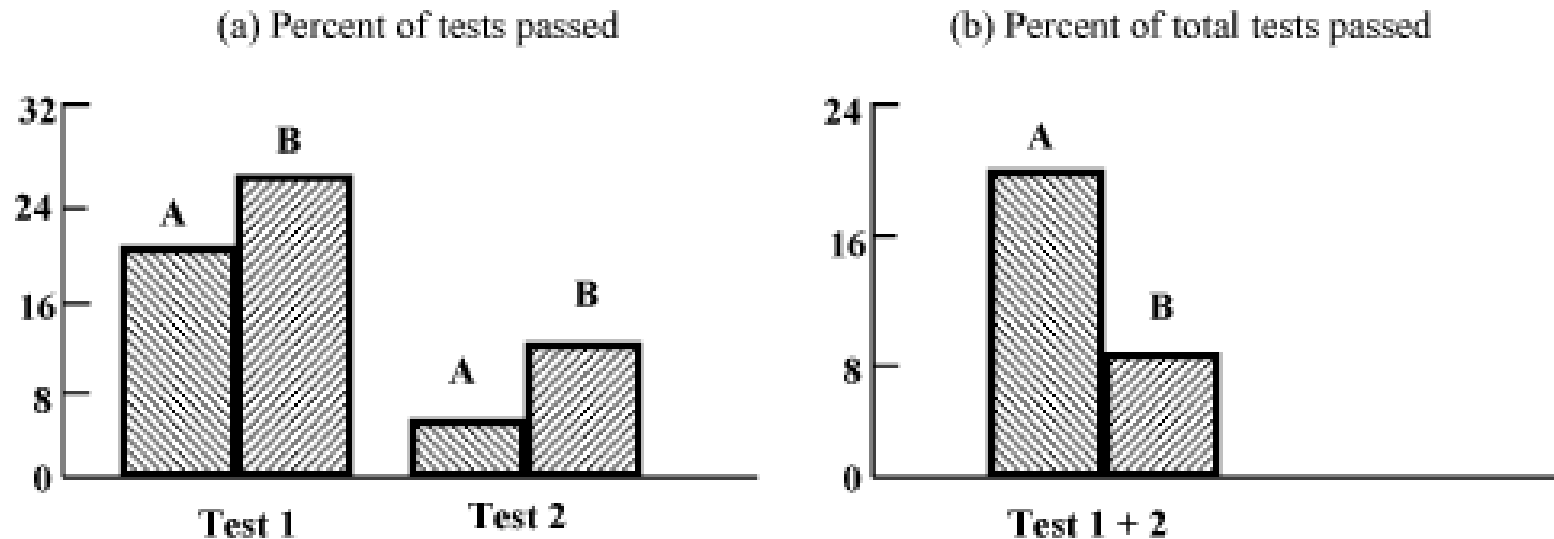 (a) Percent of tests passed
32
24
16
8
0
A
B
A
B
Test 1
Test 2
(b) Percent of total tests passed
24
16
8
0
A
B
Test 1 + 2